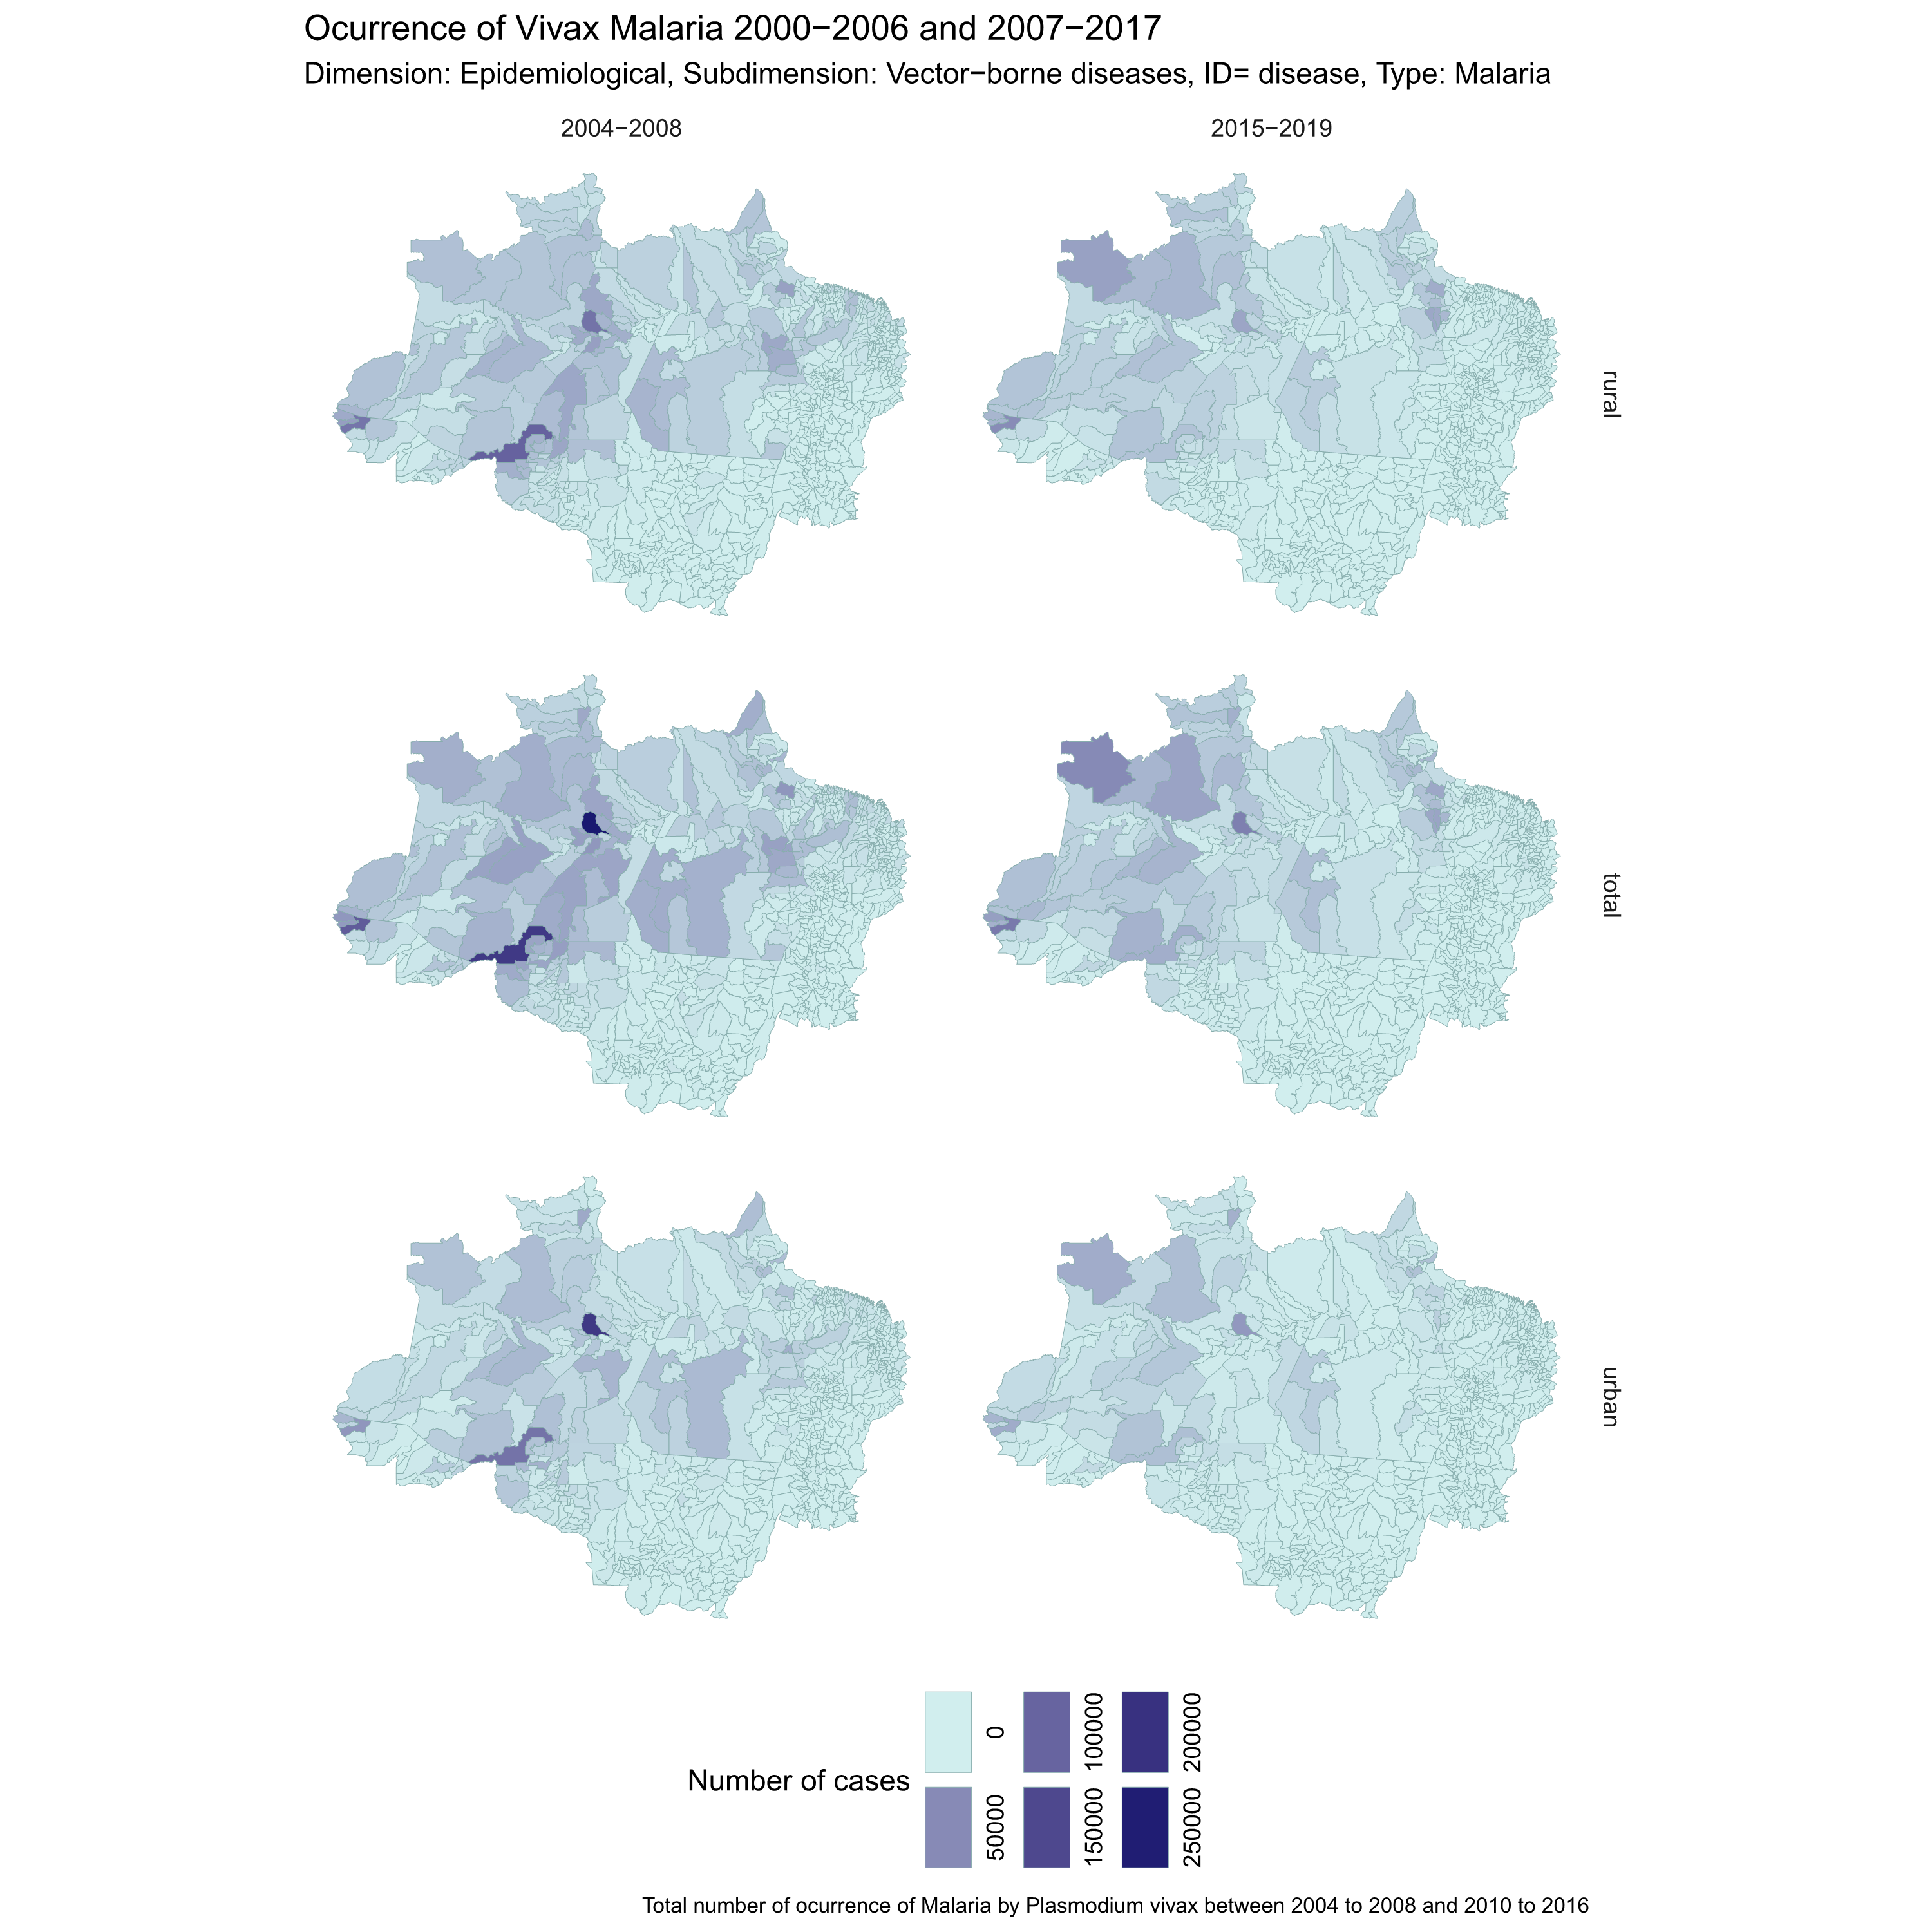 Ocurrence of Vivax Malaria 2000−2006 and 2007−2017
Dimension: Epidemiological, Subdimension: Vector−borne diseases, ID= disease, Type: Malaria
2004−2008
2015−2019
rural
total
urban
Number of cases
0
50000
100000
150000
200000
250000
Total number of ocurrence of Malaria by Plasmodium vivax between 2004 to 2008 and 2010 to 2016